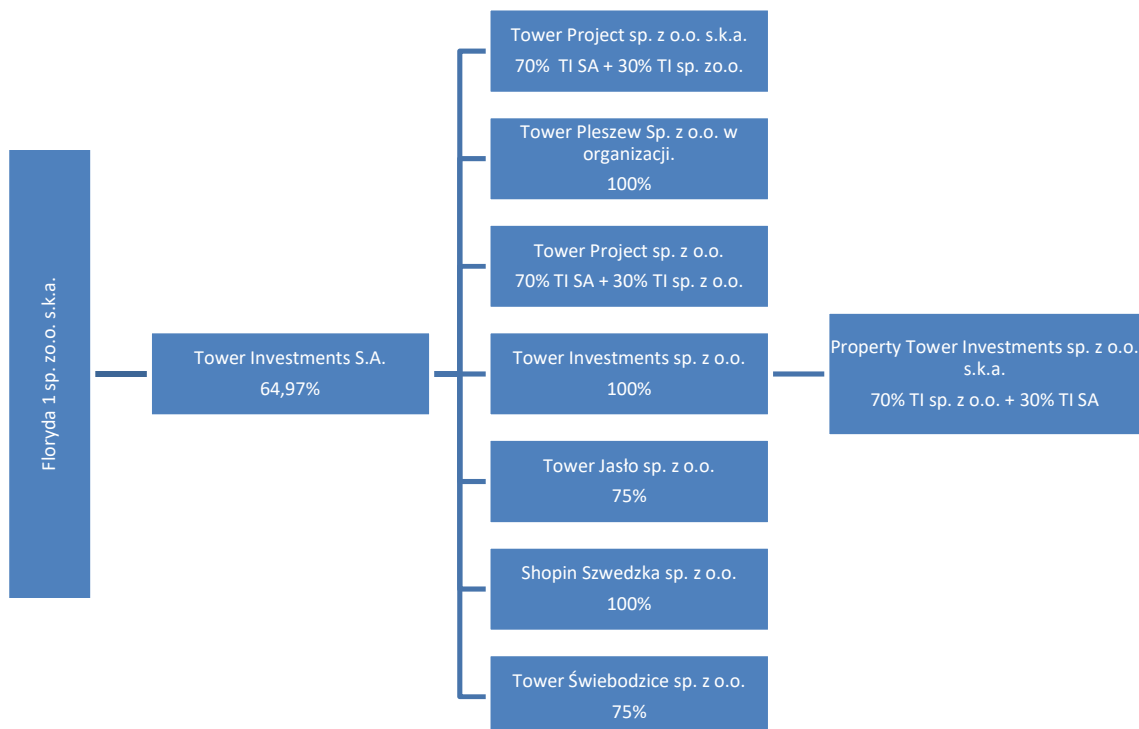 Floryda 1 sp. zo.o. s.k.a.
Tower Investments S.A.
64,97%
Tower Project sp. z o.o. s.k.a.
70% TI SA + 30% TI sp. zo.o.
Tower Pleszew Sp. z o.o. w
organizacji.
100%
Tower Project sp. z o.o.
70% TI SA + 30% TI sp. z o.o.
Tower Investments sp. z o.o.
100%
Tower Jasło sp. z o.o.
75%
Shopin Szwedzka sp. z o.o.
100%
Tower Świebodzice sp. z o.o.
75%
Property Tower Investments sp. z o.o.
s.k.a.
70% TI sp. z o.o. + 30% TI SA